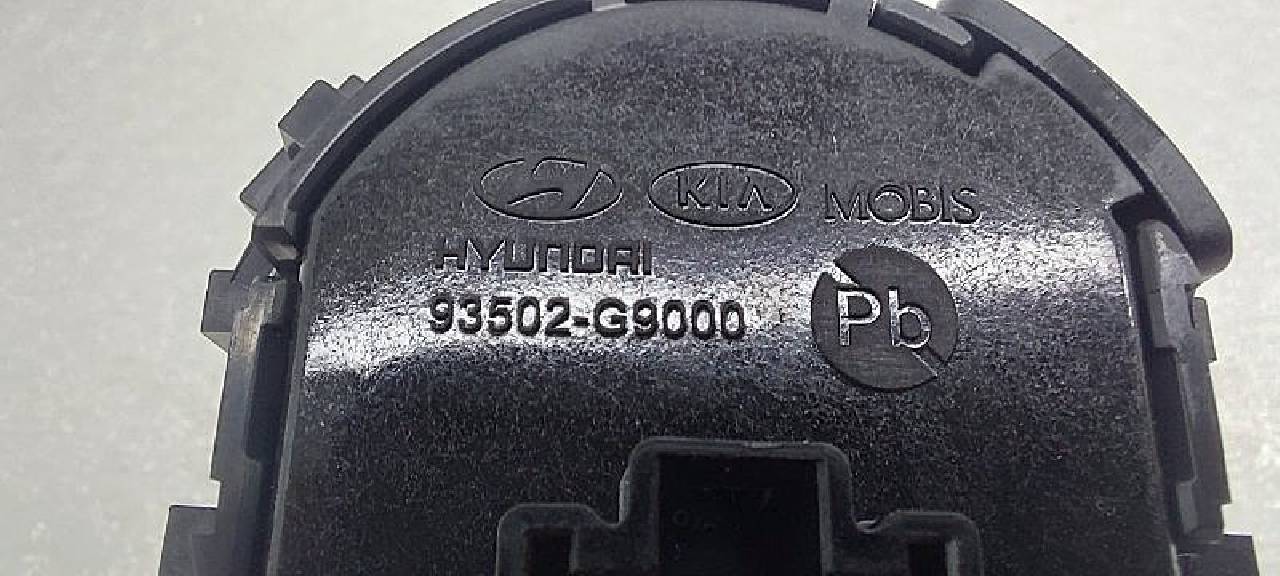 KIA MOBIS
HYUNDAI
93502-G9000
Pb